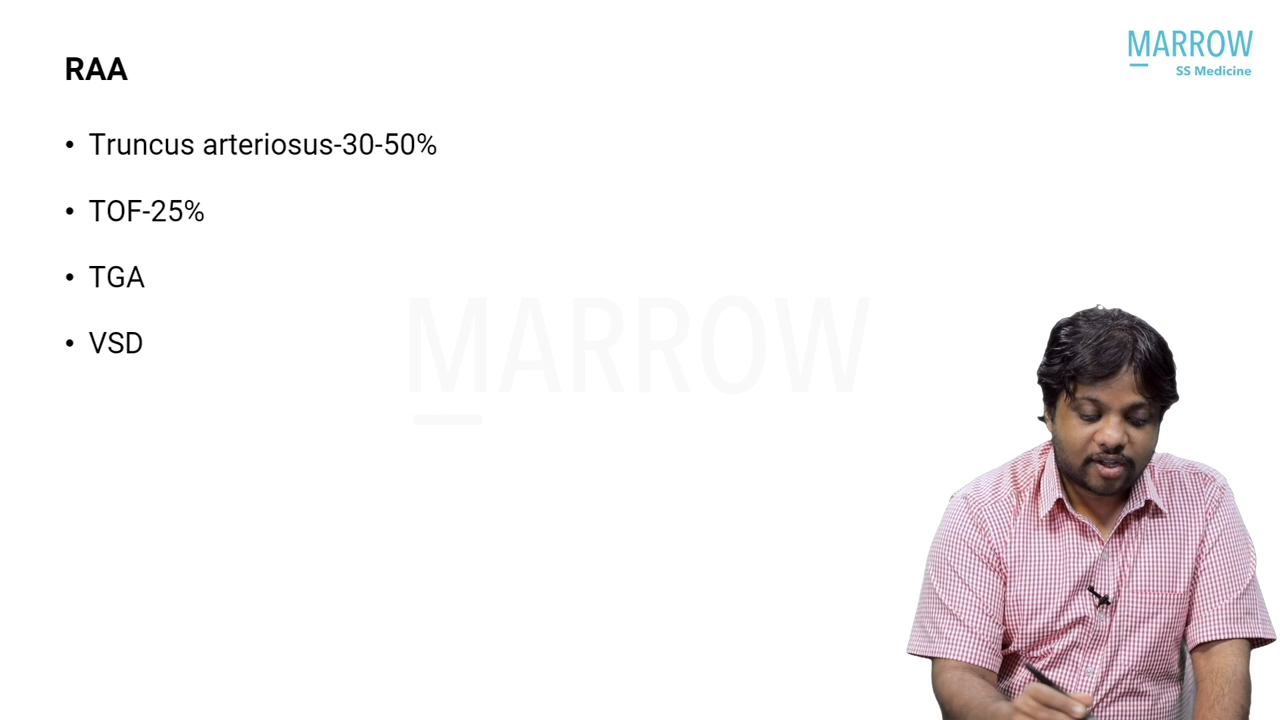 MARROW
SS Medicine
RAA
• Truncus arteriosus-30-50%
• TOF-25%
• TGA
• VSD
MARROW